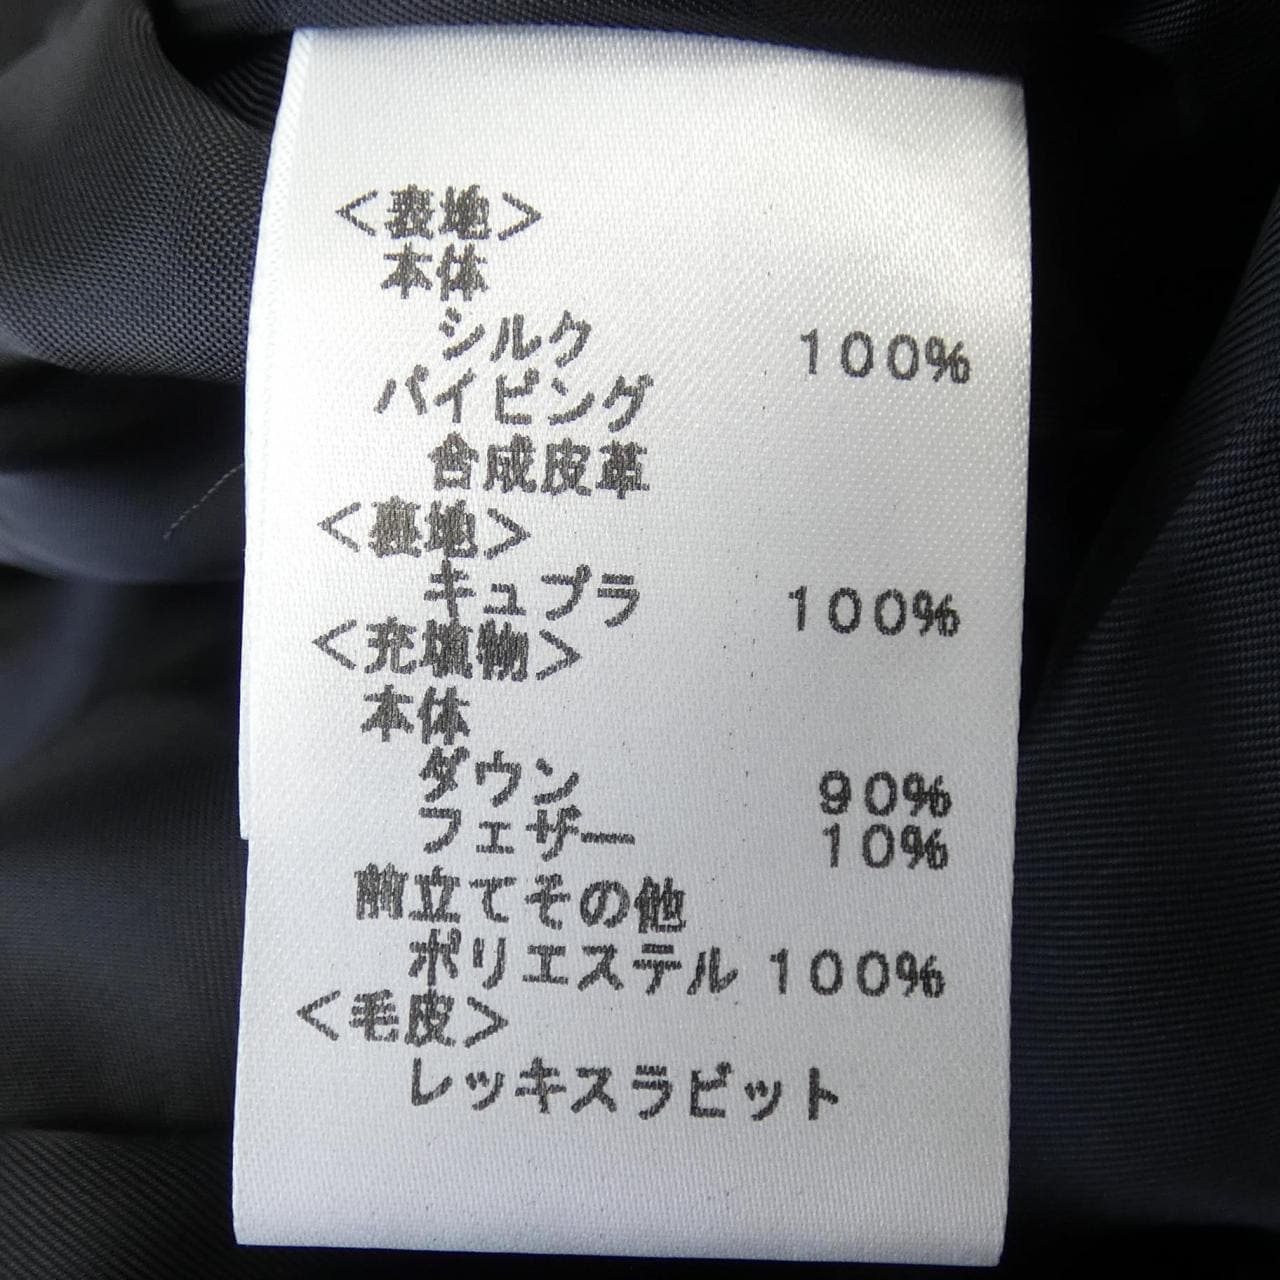 <表地>
本体
シルク 100%
パイピング
合成皮革
<裏地>
キュプラ 100%
<充填物>
本体
ダウン 90%
フェザー 10%
前立てその他
ポリエステル 100%
<毛皮>
レッキスラビット